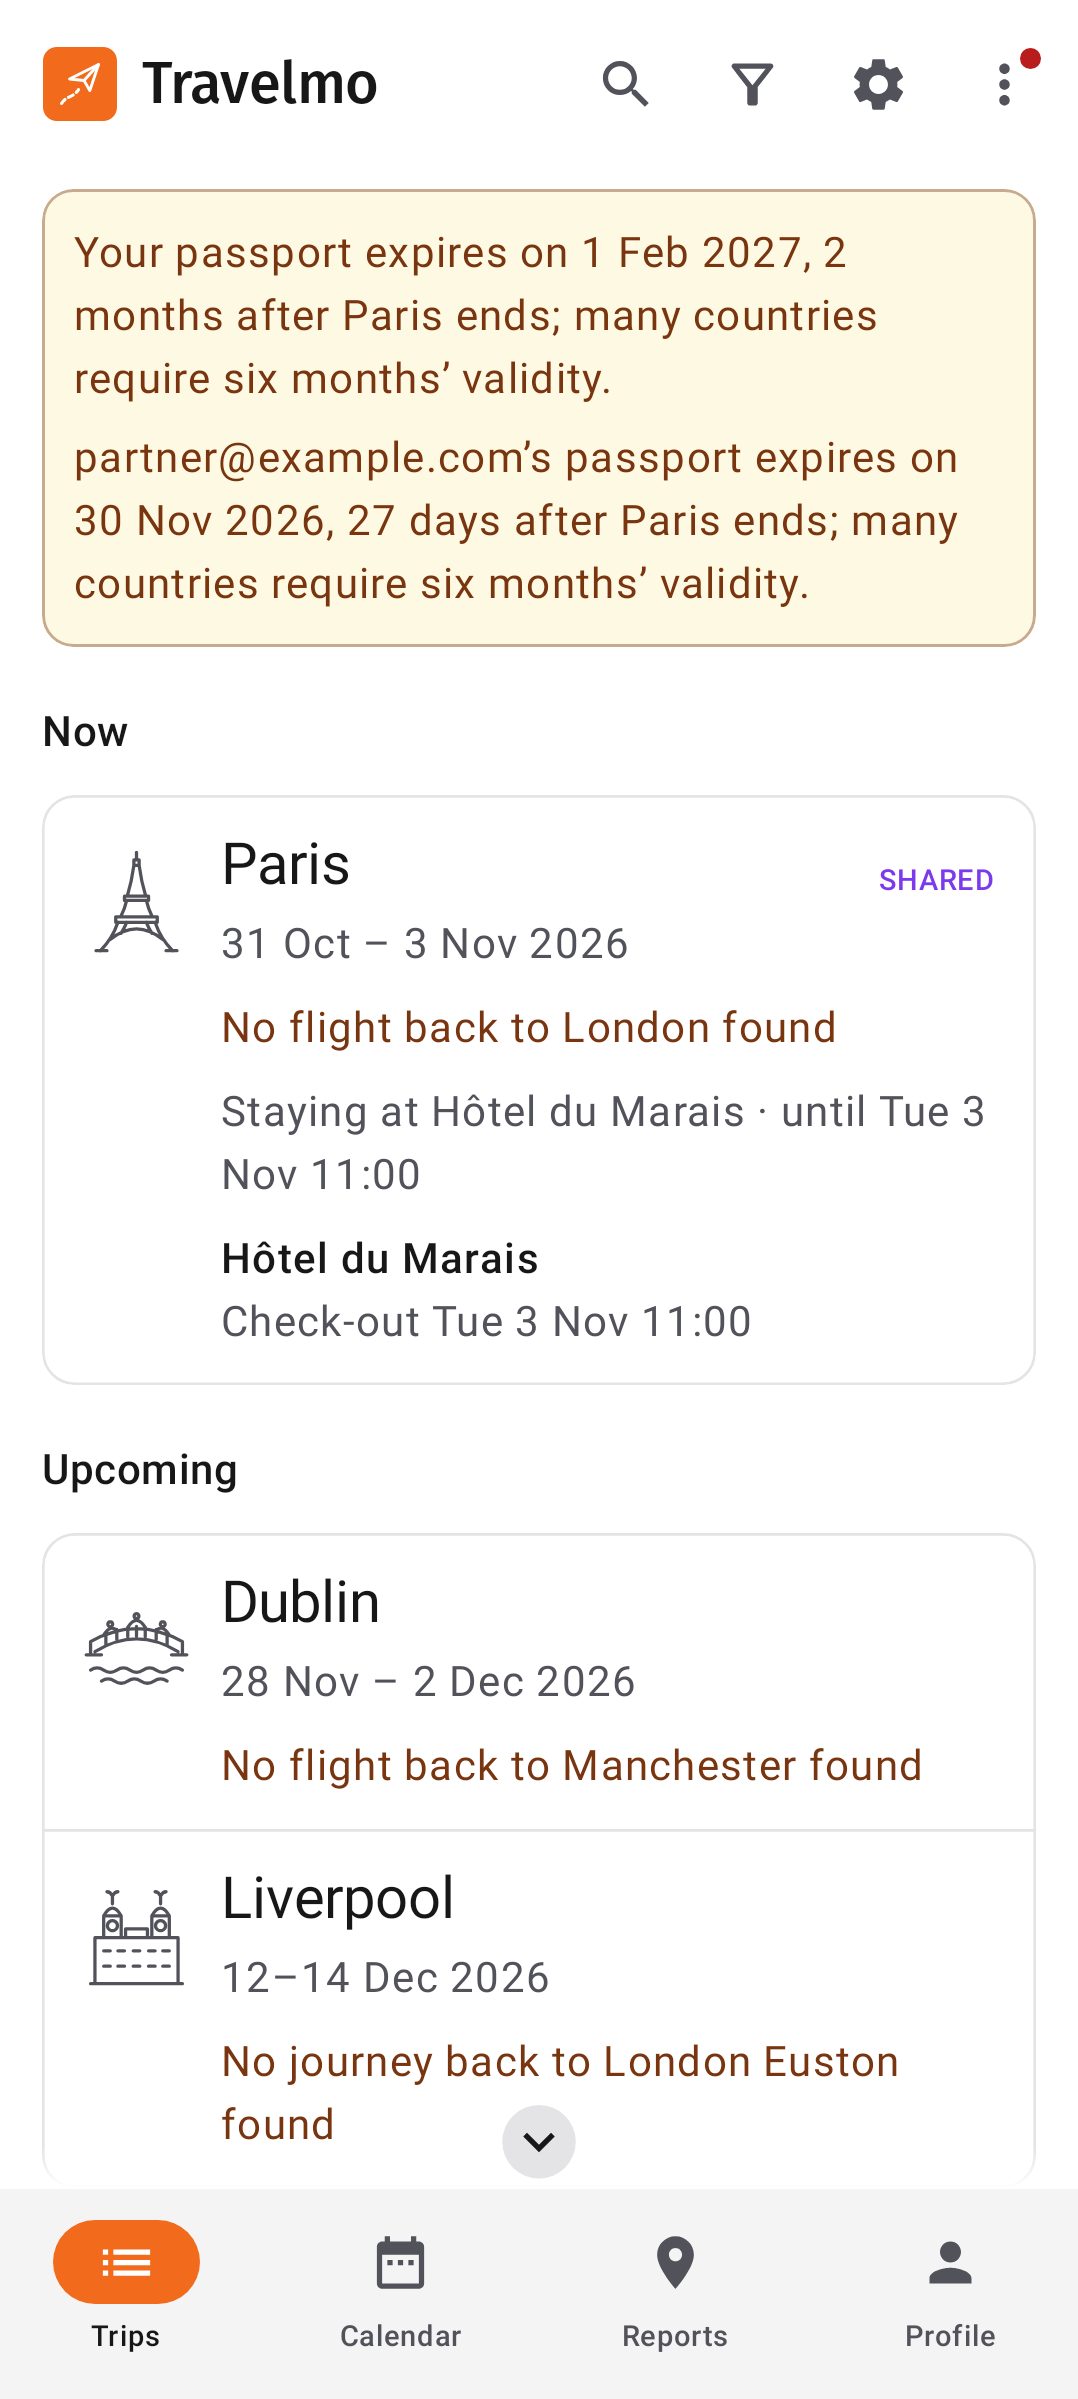 Travelmo
Your passport expires on 1 Feb 2027, 2
months after Paris ends; many countries
require six months’ validity.
partner@example.com’s passport expires on
30 Nov 2026, 27 days after Paris ends; many
countries require six months’ validity.
Now
Paris
SHARED
31 Oct – 3 Nov 2026
No flight back to London found
Staying at Hôtel du Marais · until Tue 3
Nov 11:00
Hôtel du Marais
Check-out Tue 3 Nov 11:00
Upcoming
Dublin
28 Nov – 2 Dec 2026
No flight back to Manchester found
Liverpool
12–14 Dec 2026
No journey back to London Euston
found
Trips
Calendar
Reports
Profile